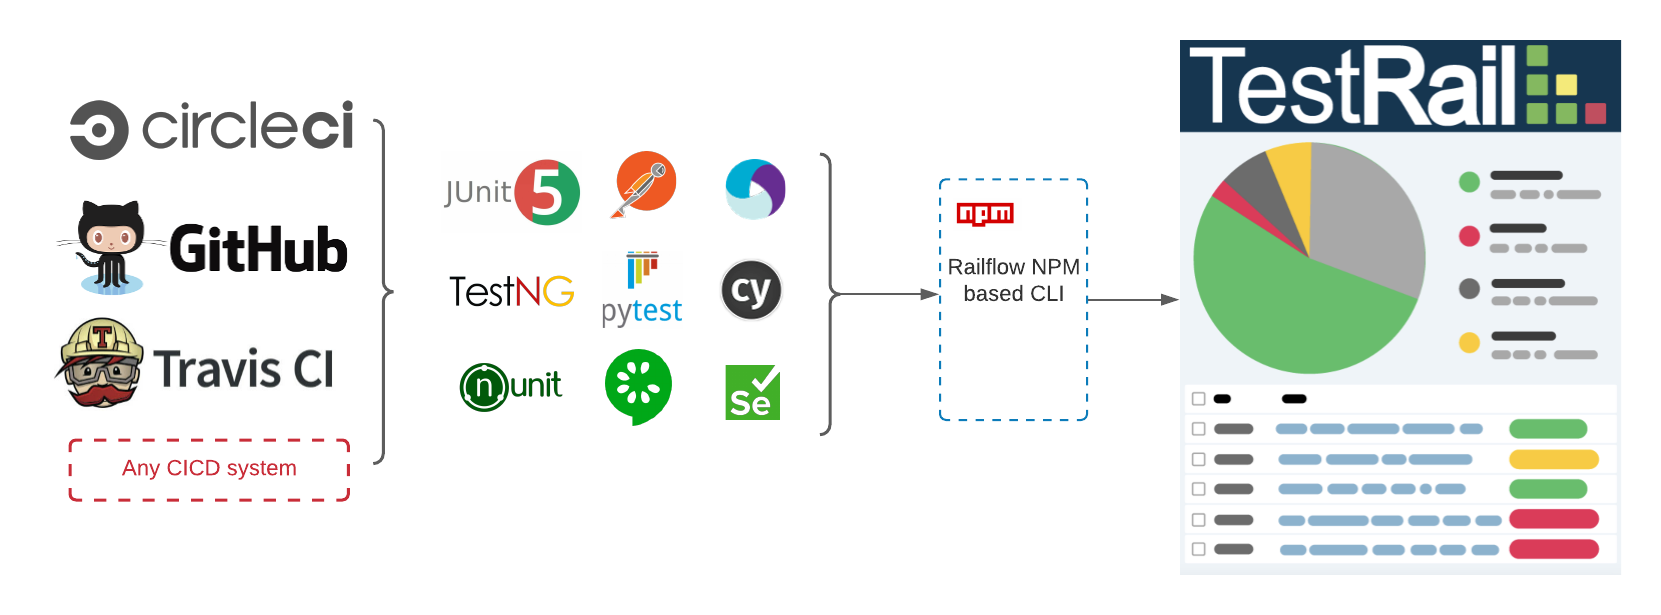 circleci
GitHub
T
Travis CI
Any CICD system
JUnit 5
TestNG
pytest
cy
nunit
Se
npm
Railflow NPM
based CLI
TestRail